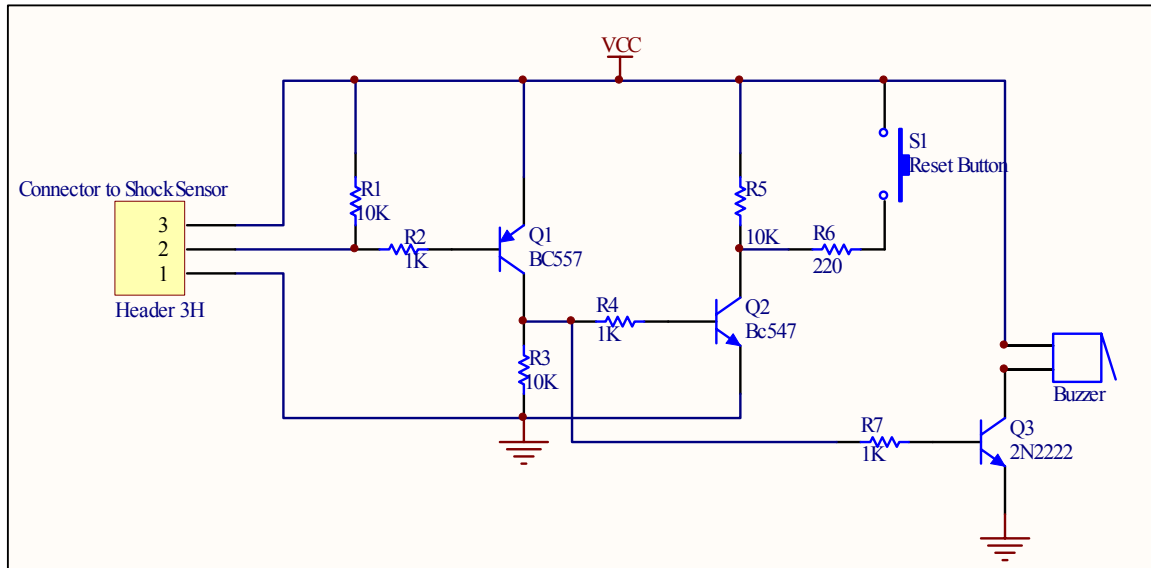 VCC
Connector to Shock Sensor
3
2
1
Header 3H
R1
10K
R2
1K
Q1
BC557
R3
10K
R4
1K
R5
10K
Q2
Bc547
R6
220
S1
Reset Button
Buzzer
R7
1K
Q3
2N2222